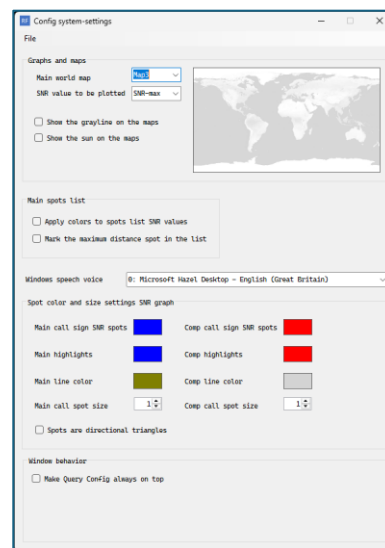 Config system-settings
File
Graphs and maps
Main world map Map3
SNR value to be plotted SNR-max
Show the grayline on the maps
Show the sun on the maps
Main spots list
Apply colors to spots list SNR values
Mark the maximum distance spot in the list
Windows speech voice 0: Microsoft Hazel Desktop - English (Great Britain)
Spot color and size settings SNR graph
Main call sign SNR spots Comp call sign SNR spots
Main highlights Comp highlights
Main line color Comp line color
Main call spot size 1 Comp call spot size 1
Spots are directional triangles
Window behavior
Make Query Config always on top